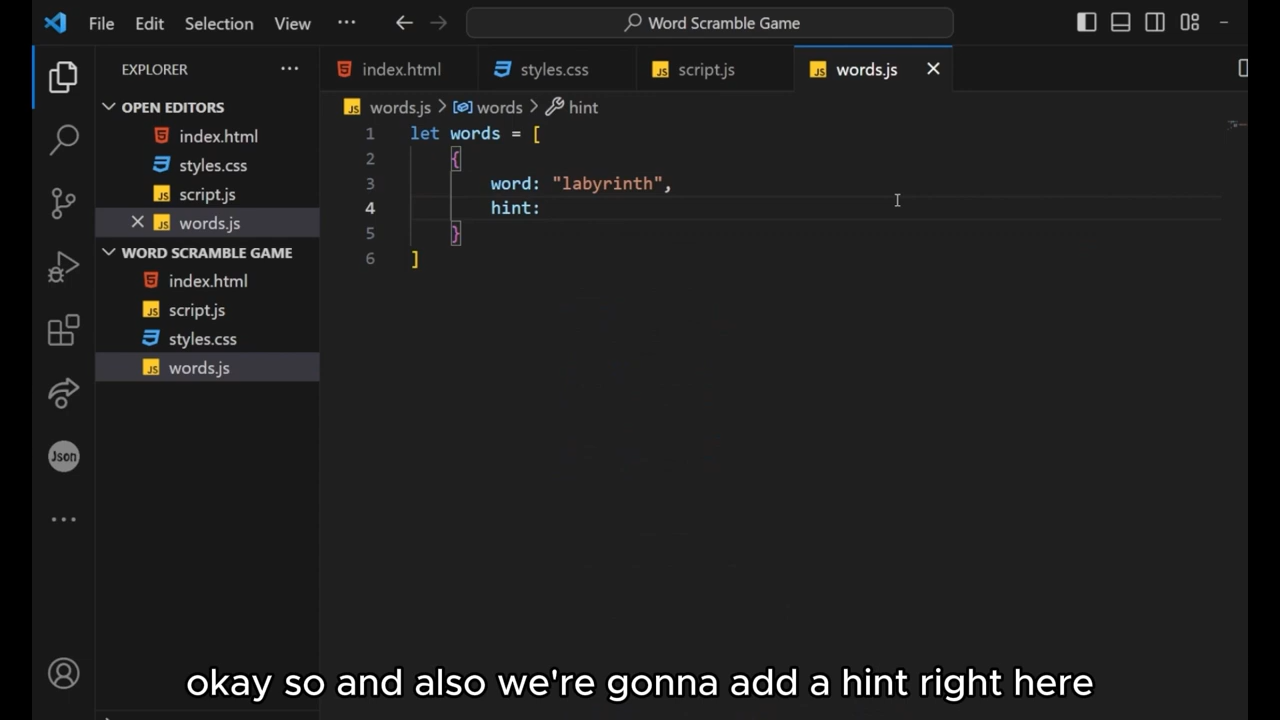 File Edit Selection View ··· Word Scramble Game
EXPLORER ···
index.html styles.css script.js words.js
OPEN EDITORS
index.html
styles.css
script.js
words.js
WORD SCRAMBLE GAME
index.html
script.js
styles.css
words.js
Json
words.js > words > hint
1 let words = [
2 {
3 word: "labyrinth",
4 hint:
5 }
6 ]
okay so and also we're gonna add a hint right here